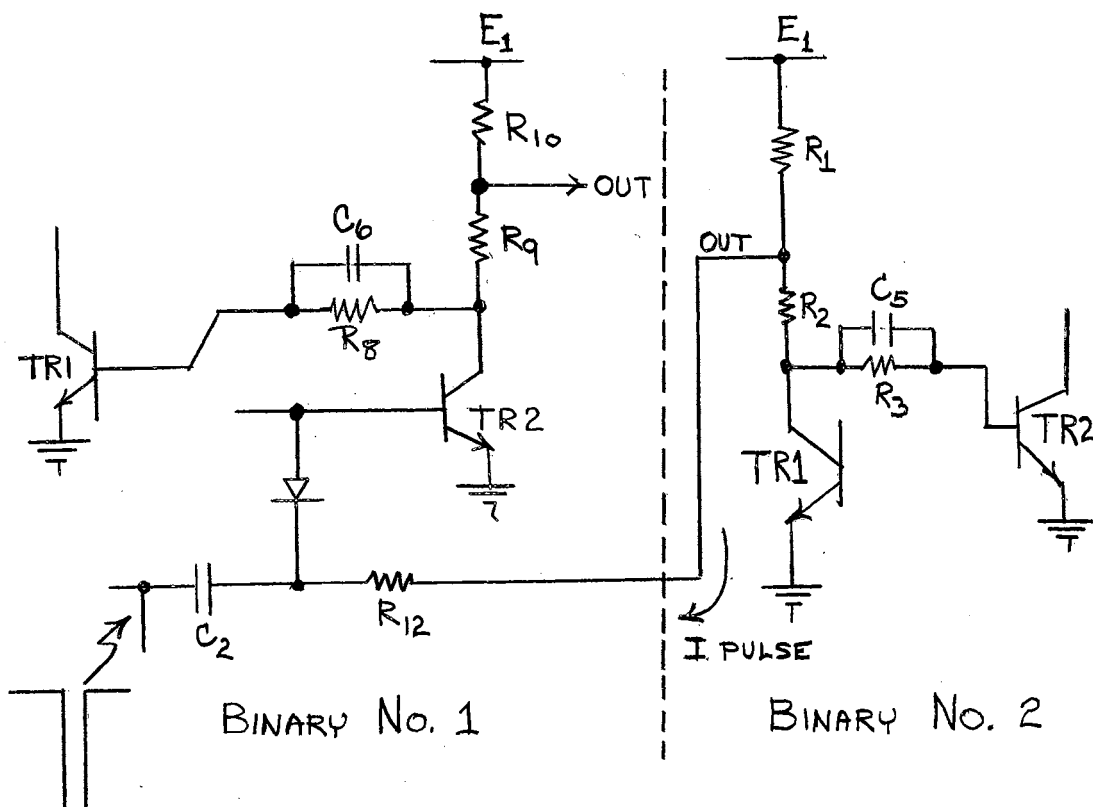 E1
R10
OUT
R9
C6
R8
TR1
TR2
C2
R12
BINARY No. 1
E1
R1
OUT
R2
C5
R3
TR1
TR2
I PULSE
BINARY No. 2